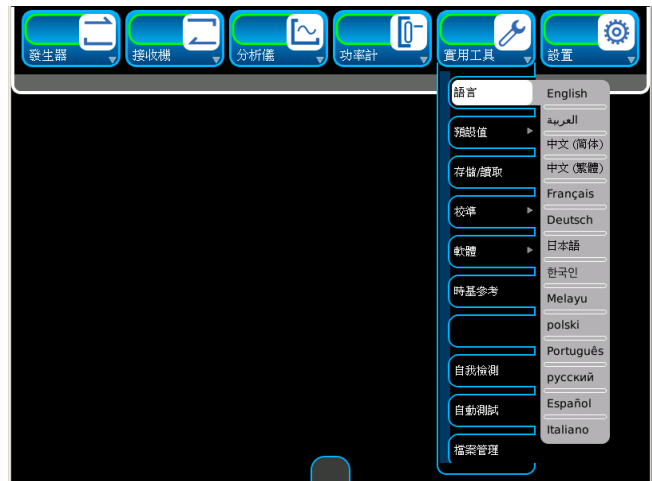 發生器
接收機
分析儀
功率計
實用工具
設置
語言
預設值
存儲/讀取
校準
軟體
時基參考
自我檢測
自動測試
檔案管理
English
العربية
中文 (简体)
中文 (繁體)
Français
Deutsch
日本語
한국인
Melayu
polski
Português
русский
Español
Italiano